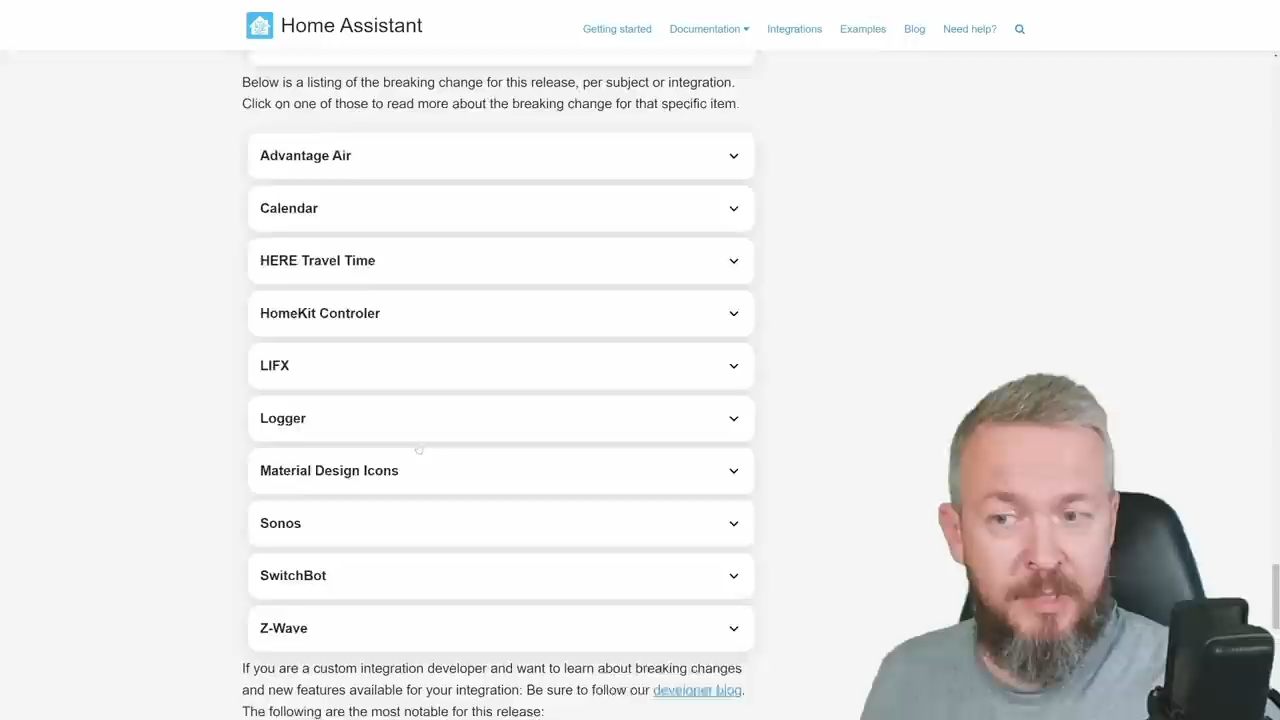 Home Assistant
Getting started
Documentation
Integrations
Examples
Blog
Need help?
Below is a listing of the breaking change for this release, per subject or integration.
Click on one of those to read more about the breaking change for that specific item.
Advantage Air
Calendar
HERE Travel Time
HomeKit Controler
LIFX
Logger
Material Design Icons
Sonos
SwitchBot
Z-Wave
If you are a custom integration developer and want to learn about breaking changes
and new features available for your integration: Be sure to follow our developer blog.
The following are the most notable for this release: